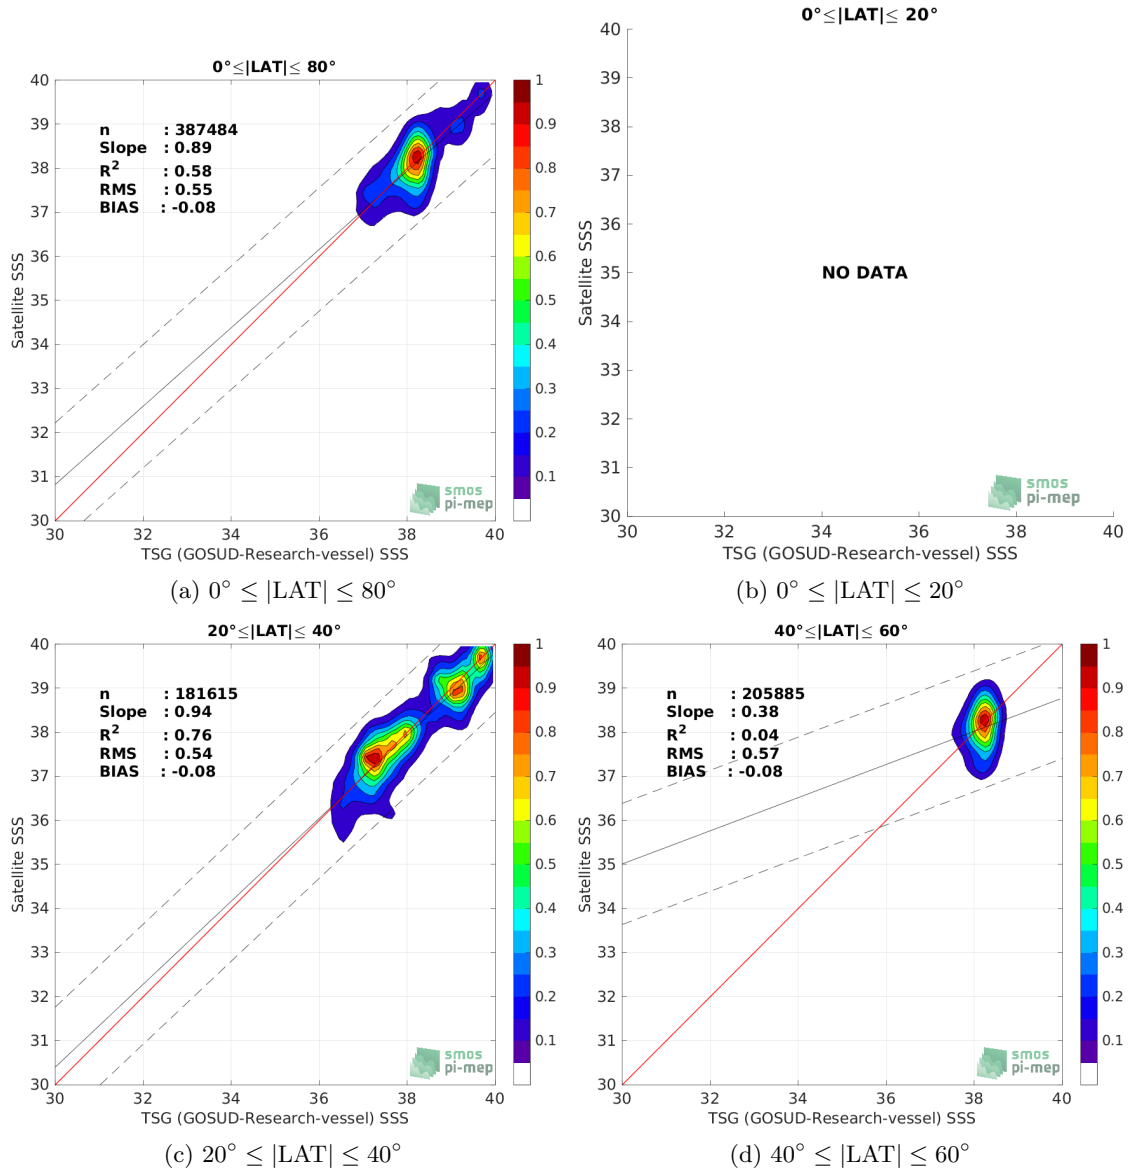 0°≤|LAT|≤ 80°
n : 387484
Slope : 0.89
R² : 0.58
RMS : 0.55
BIAS : -0.08
40
39
38
37
36
35
34
33
32
31
30
30 32 34 36 38 40
Satellite SSS
TSG (GOSUD-Research-vessel) SSS
1
0.9
0.8
0.7
0.6
0.5
0.4
0.3
0.2
0.1
smos
pi-mep
(a) 0° ≤ |LAT| ≤ 80°
0°≤|LAT|≤ 20°
40
39
38
37
36
35
34
33
32
31
30
30 32 34 36 38 40
Satellite SSS
NO DATA
TSG (GOSUD-Research-vessel) SSS
smos
pi-mep
(b) 0° ≤ |LAT| ≤ 20°
20°≤|LAT|≤ 40°
n : 181615
Slope : 0.94
R² : 0.76
RMS : 0.54
BIAS : -0.08
40
39
38
37
36
35
34
33
32
31
30
30 32 34 36 38 40
Satellite SSS
TSG (GOSUD-Research-vessel) SSS
1
0.9
0.8
0.7
0.6
0.5
0.4
0.3
0.2
0.1
smos
pi-mep
(c) 20° ≤ |LAT| ≤ 40°
40°≤|LAT|≤ 60°
n : 205885
Slope : 0.38
R² : 0.04
RMS : 0.57
BIAS : -0.08
40
39
38
37
36
35
34
33
32
31
30
30 32 34 36 38 40
Satellite SSS
TSG (GOSUD-Research-vessel) SSS
1
0.9
0.8
0.7
0.6
0.5
0.4
0.3
0.2
0.1
smos
pi-mep
(d) 40° ≤ |LAT| ≤ 60°